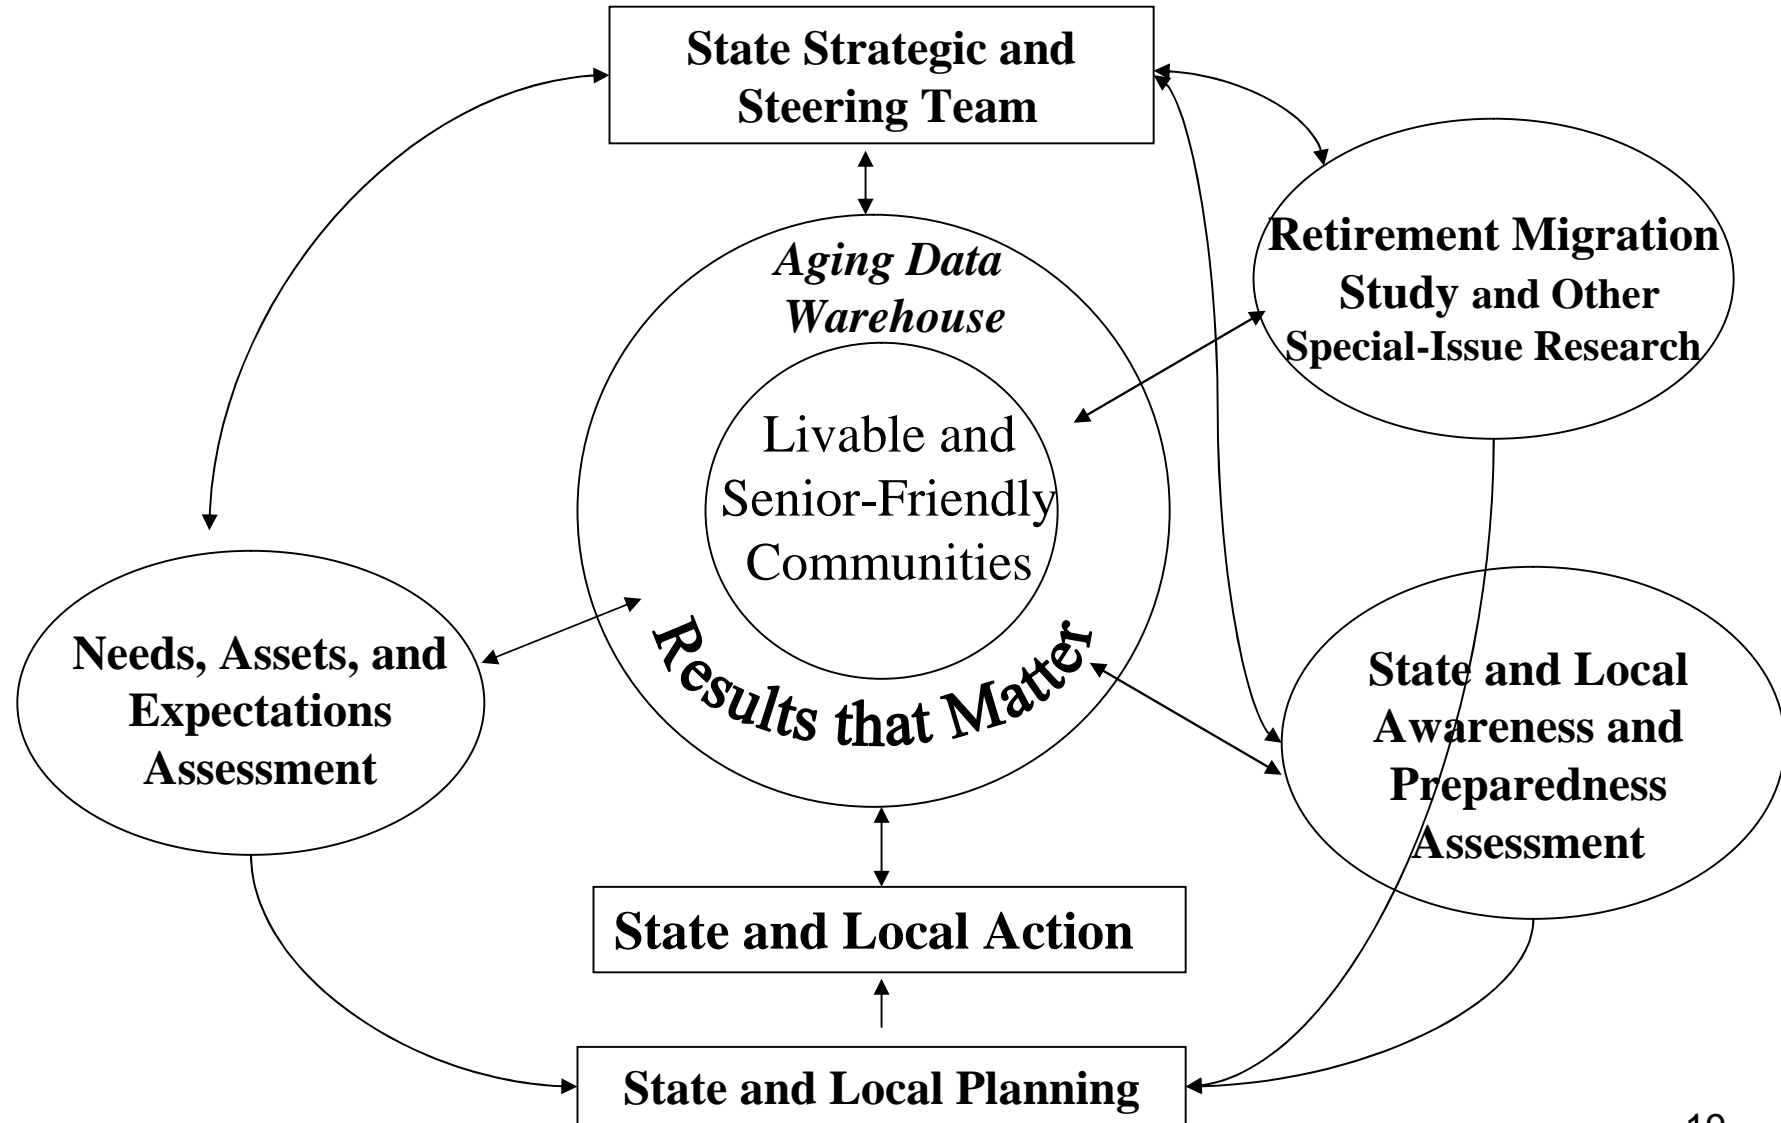 State Strategic and
Steering Team
Aging Data
Warehouse
Retirement Migration
Study and Other
Special-Issue Research
Livable and
Senior-Friendly
Communities
Results that Matter
Needs, Assets, and
Expectations
Assessment
State and Local
Awareness and
Preparedness
Assessment
State and Local Action
State and Local Planning